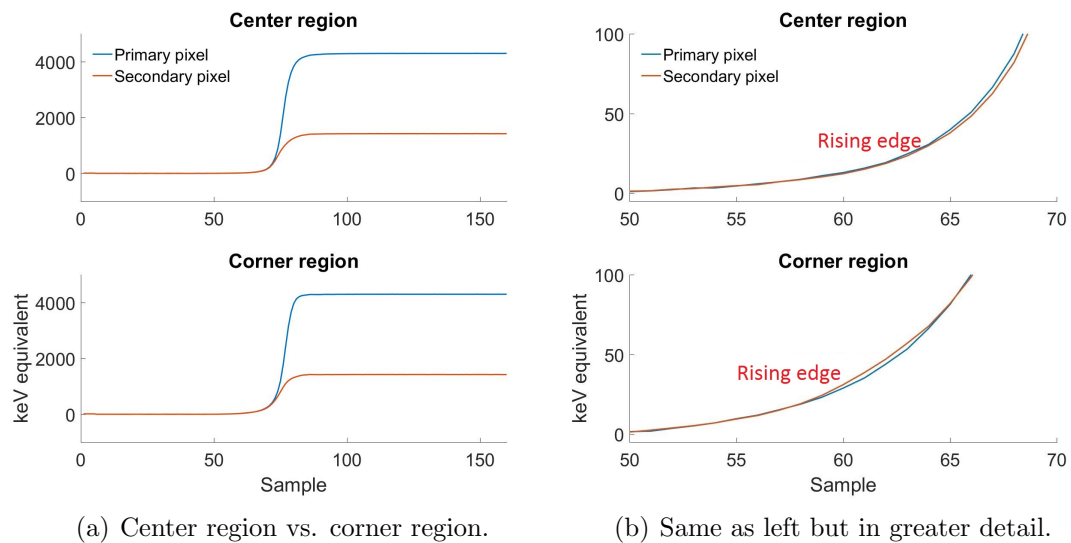 Center region
Primary pixel
Secondary pixel
4000
2000
0
0 50 100 150
Center region
Primary pixel
Secondary pixel
Rising edge
100
50
0
50 55 60 65 70
Corner region
keV equivalent
4000
2000
0
0 50 100 150
Sample
Corner region
keV equivalent
Rising edge
100
50
0
50 55 60 65 70
Sample
(a) Center region vs. corner region.
(b) Same as left but in greater detail.